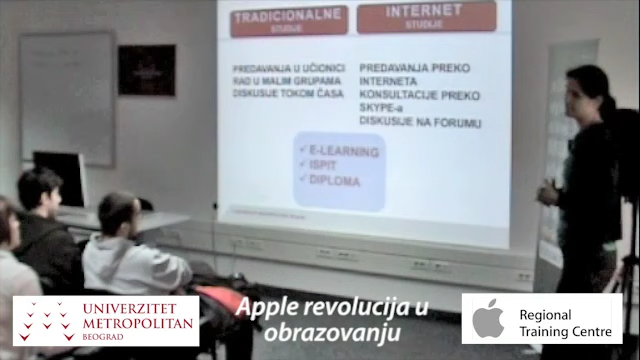 TRADICIONALNE
STUDIJE
INTERNET
STUDIJE
PREDAVANJA U UČIONICI
RAD U MALIM GRUPAMA
DISKUSIJE TOKOM ČASA
PREDAVANJA PREKO
INTERNETA
KONSULTACIJE PREKO
SKYPE-a
DISKUSIJE NA FORUMU
✓ E-LEARNING
✓ ISPIT
✓ DIPLOMA
UNIVERZITET
METROPOLITAN
BEOGRAD
Apple revolucija u
obrazovanju
Regional
Training Centre